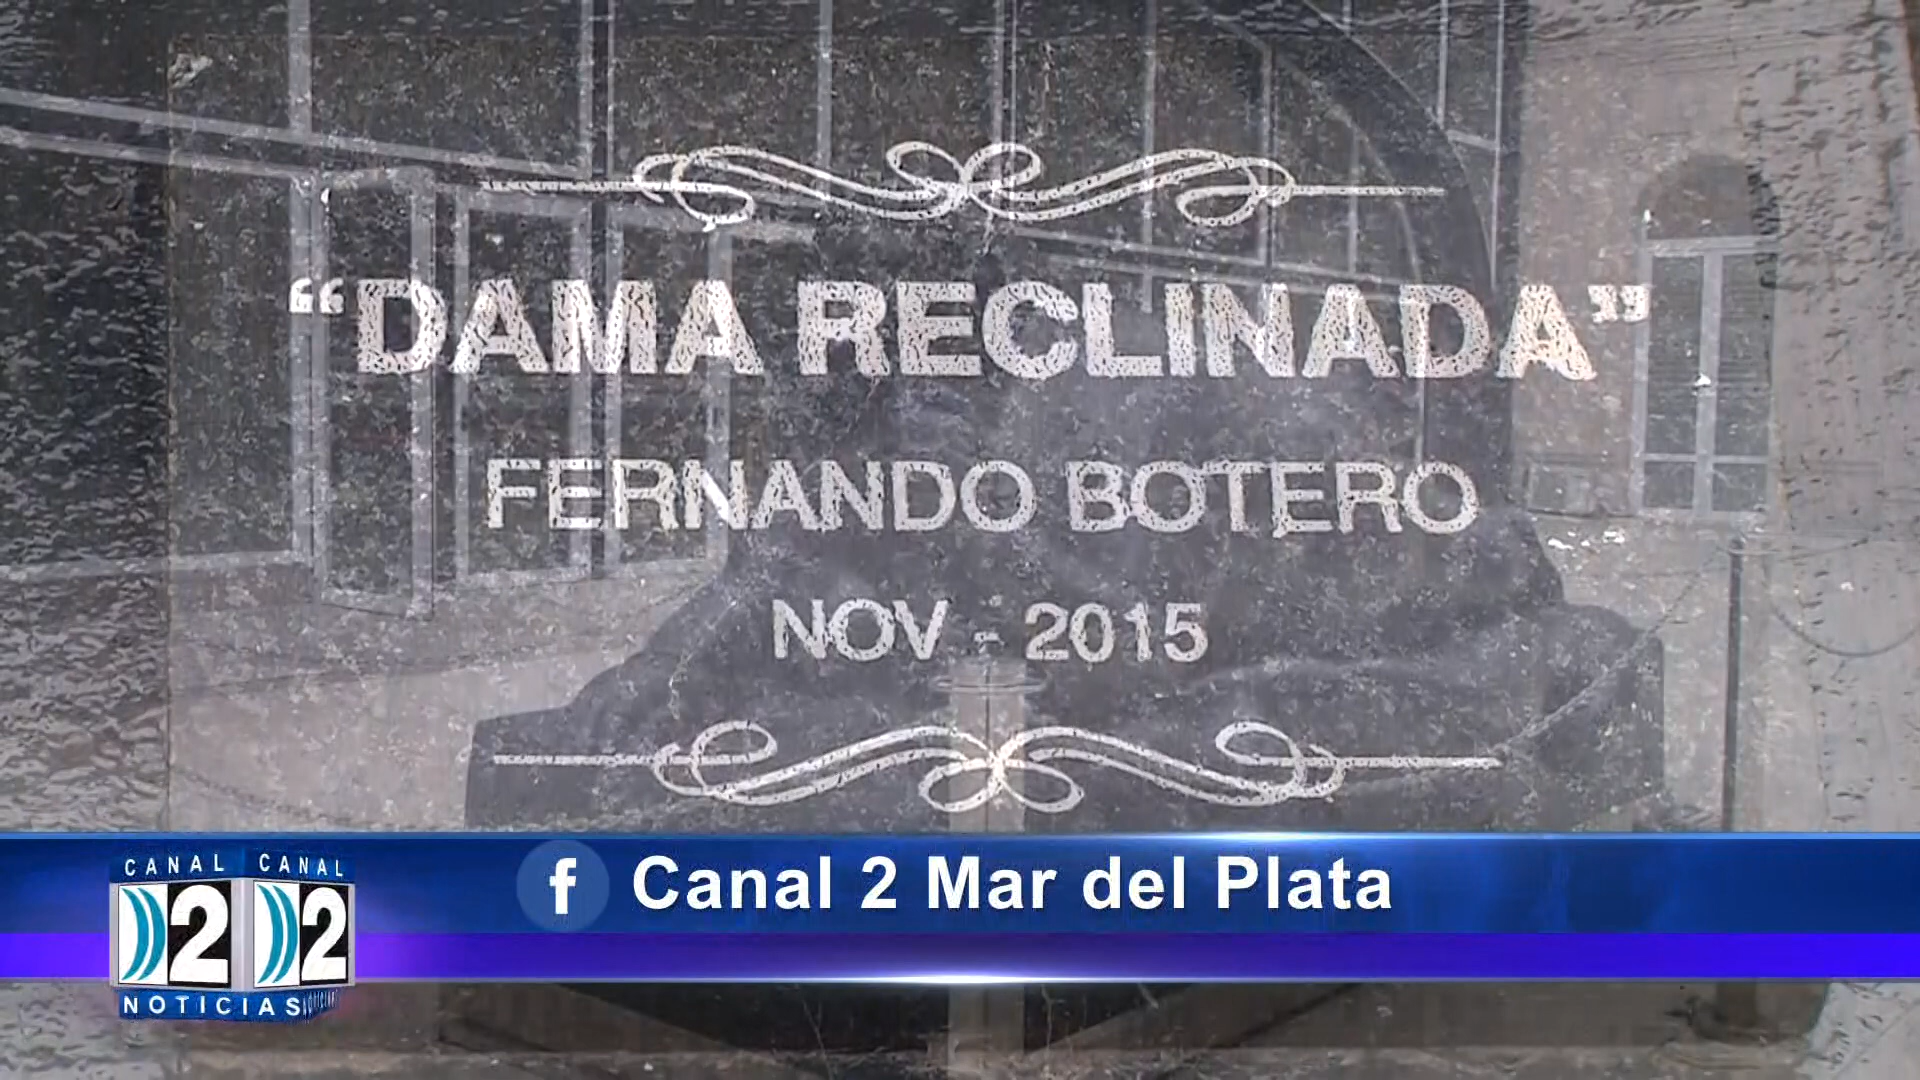 “DAMA RECLINADA”
FERNANDO BOTERO
NOV - 2015
f Canal 2 Mar del Plata
CANAL CANAL
2 2
NOTICIAS